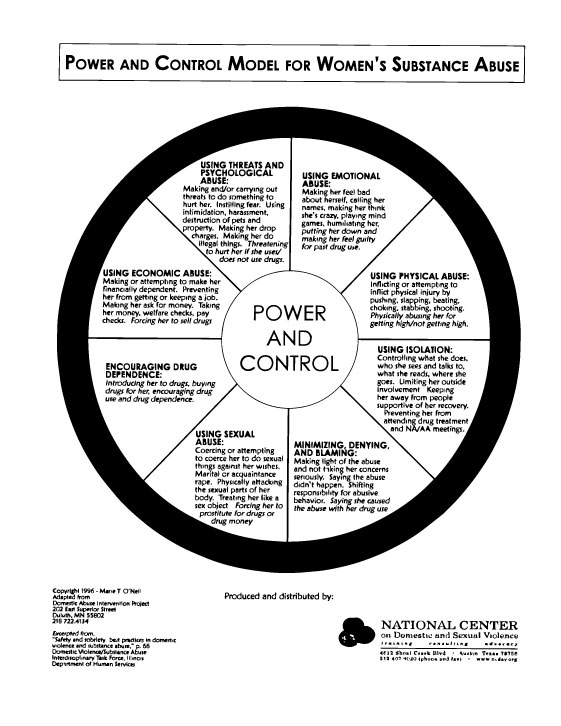 POWER AND CONTROL MODEL FOR WOMEN'S SUBSTANCE ABUSE
USING THREATS AND
PSYCHOLOGICAL
ABUSE:
Making and/or carrying out
threats to do something to
hurt her. Instilling fear. Using
intimidation, harassment,
destruction of pets and
property. Making her drop
charges. Making her do
illegal things. Threatening
to hurt her if she uses/
does not use drugs.
USING EMOTIONAL
ABUSE:
Making her feel bad
about herself, calling her
names, making her think
she's crazy, playing mind
games, humiliating her,
putting her down and
making her feel guilty
for past drug use.
USING PHYSICAL ABUSE:
Inflicting or attempting to
inflict physical injury by
pushing, slapping, beating,
choking, stabbing, shooting.
Physically abusing her for
getting high/not getting high.
USING ISOLATION:
Controlling what she does,
who she sees and talks to,
what she reads, where she
goes. Limiting her outside
involvement Keeping
her away from people
supportive of her recovery.
Preventing her from
attending drug treatment
and NA/AA meetings.
MINIMIZING, DENYING,
AND BLAMING:
Making light of the abuse
and not taking her concerns
seriously. Saying the abuse
didn't happen. Shifting
responsibility for abusive
behavior. Saying she caused
the abuse with her drug use
USING SEXUAL
ABUSE:
Coercing or attempting
to coerce her to do sexual
things against her wishes.
Marital or acquaintance
rape. Physically attacking
the sexual parts of her
body. Treating her like a
sex object Forcing her to
prostitute for drugs or
drug money
ENCOURAGING DRUG
DEPENDENCE:
Introducing her to drugs, buying
drugs for her, encouraging drug
use and drug dependence.
USING ECONOMIC ABUSE:
Making or attempting to make her
financially dependent. Preventing
her from getting or keeping a job.
Making her ask for money. Taking
her money, welfare checks, pay
checks. Forcing her to sell drugs
POWER
AND
CONTROL
Copyright 1996 - Marie T O'Neil
Adapted from
Domestic Abuse Intervention Project
202 East Superior Street
Duluth, MN 55802
218 722.4134
Excerpted from
"Safety and sobriety best practices in domestic
violence and substance abuse," p. 66
Domestic Violence/Substance Abuse
Interdisciplinary Task Force, Illinois
Department of Human Services
Produced and distributed by:
NATIONAL CENTER
on Domestic and Sexual Violence
training consulting advocacy
4612 Shoal Creek Blvd Austin Texas 78756
(phone and fax)